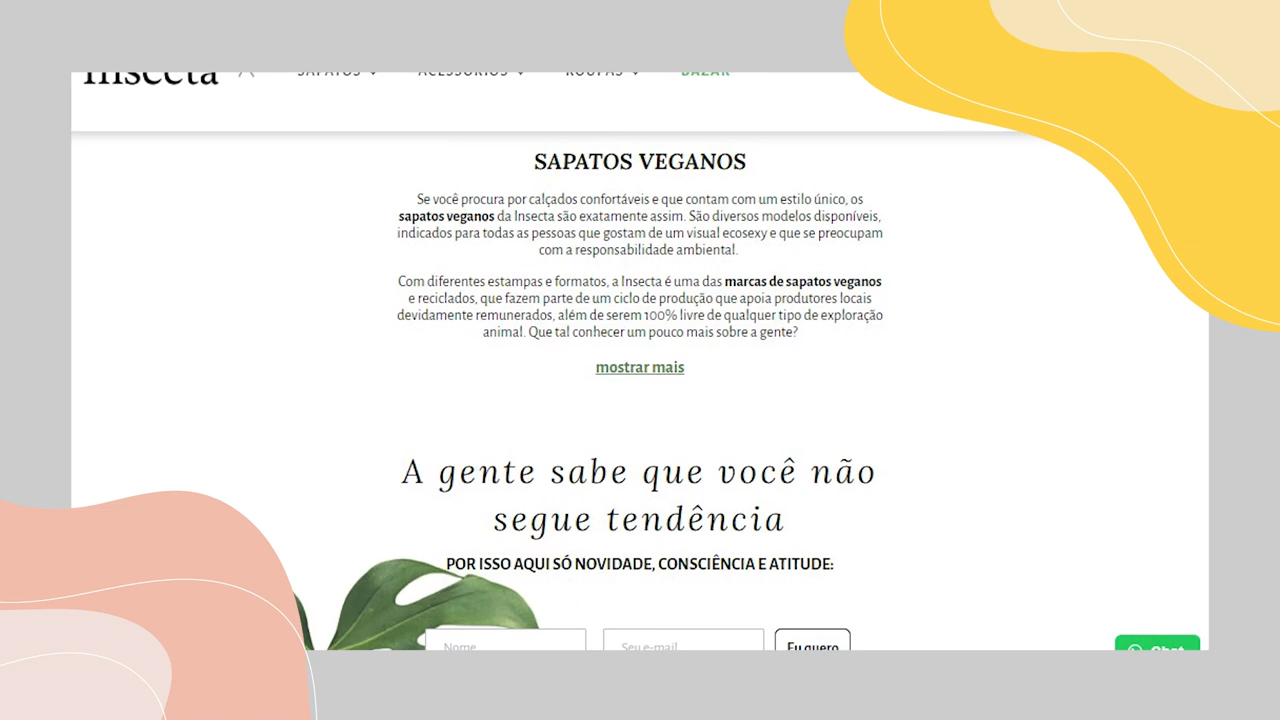 Insecta SAPATOS ACESSÓRIOS ROUPAS BAZAR
SAPATOS VEGANOS
Se você procura por calçados confortáveis e que contam com um estilo único, os
sapatos veganos da Insecta são exatamente assim. São diversos modelos disponíveis,
indicados para todas as pessoas que gostam de um visual ecosexy e que se preocupam
com a responsabilidade ambiental.
Com diferentes estampas e formatos, a Insecta é uma das marcas de sapatos veganos
e reciclados, que fazem parte de um ciclo de produção que apoia produtores locais
devidamente remunerados, além de serem 100% livre de qualquer tipo de exploração
animal. Que tal conhecer um pouco mais sobre a gente?
mostrar mais
A gente sabe que você não
segue tendência
POR ISSO AQUI SÓ NOVIDADE, CONSCIÊNCIA E ATITUDE:
Nome Seu e-mail Eu quero Chat